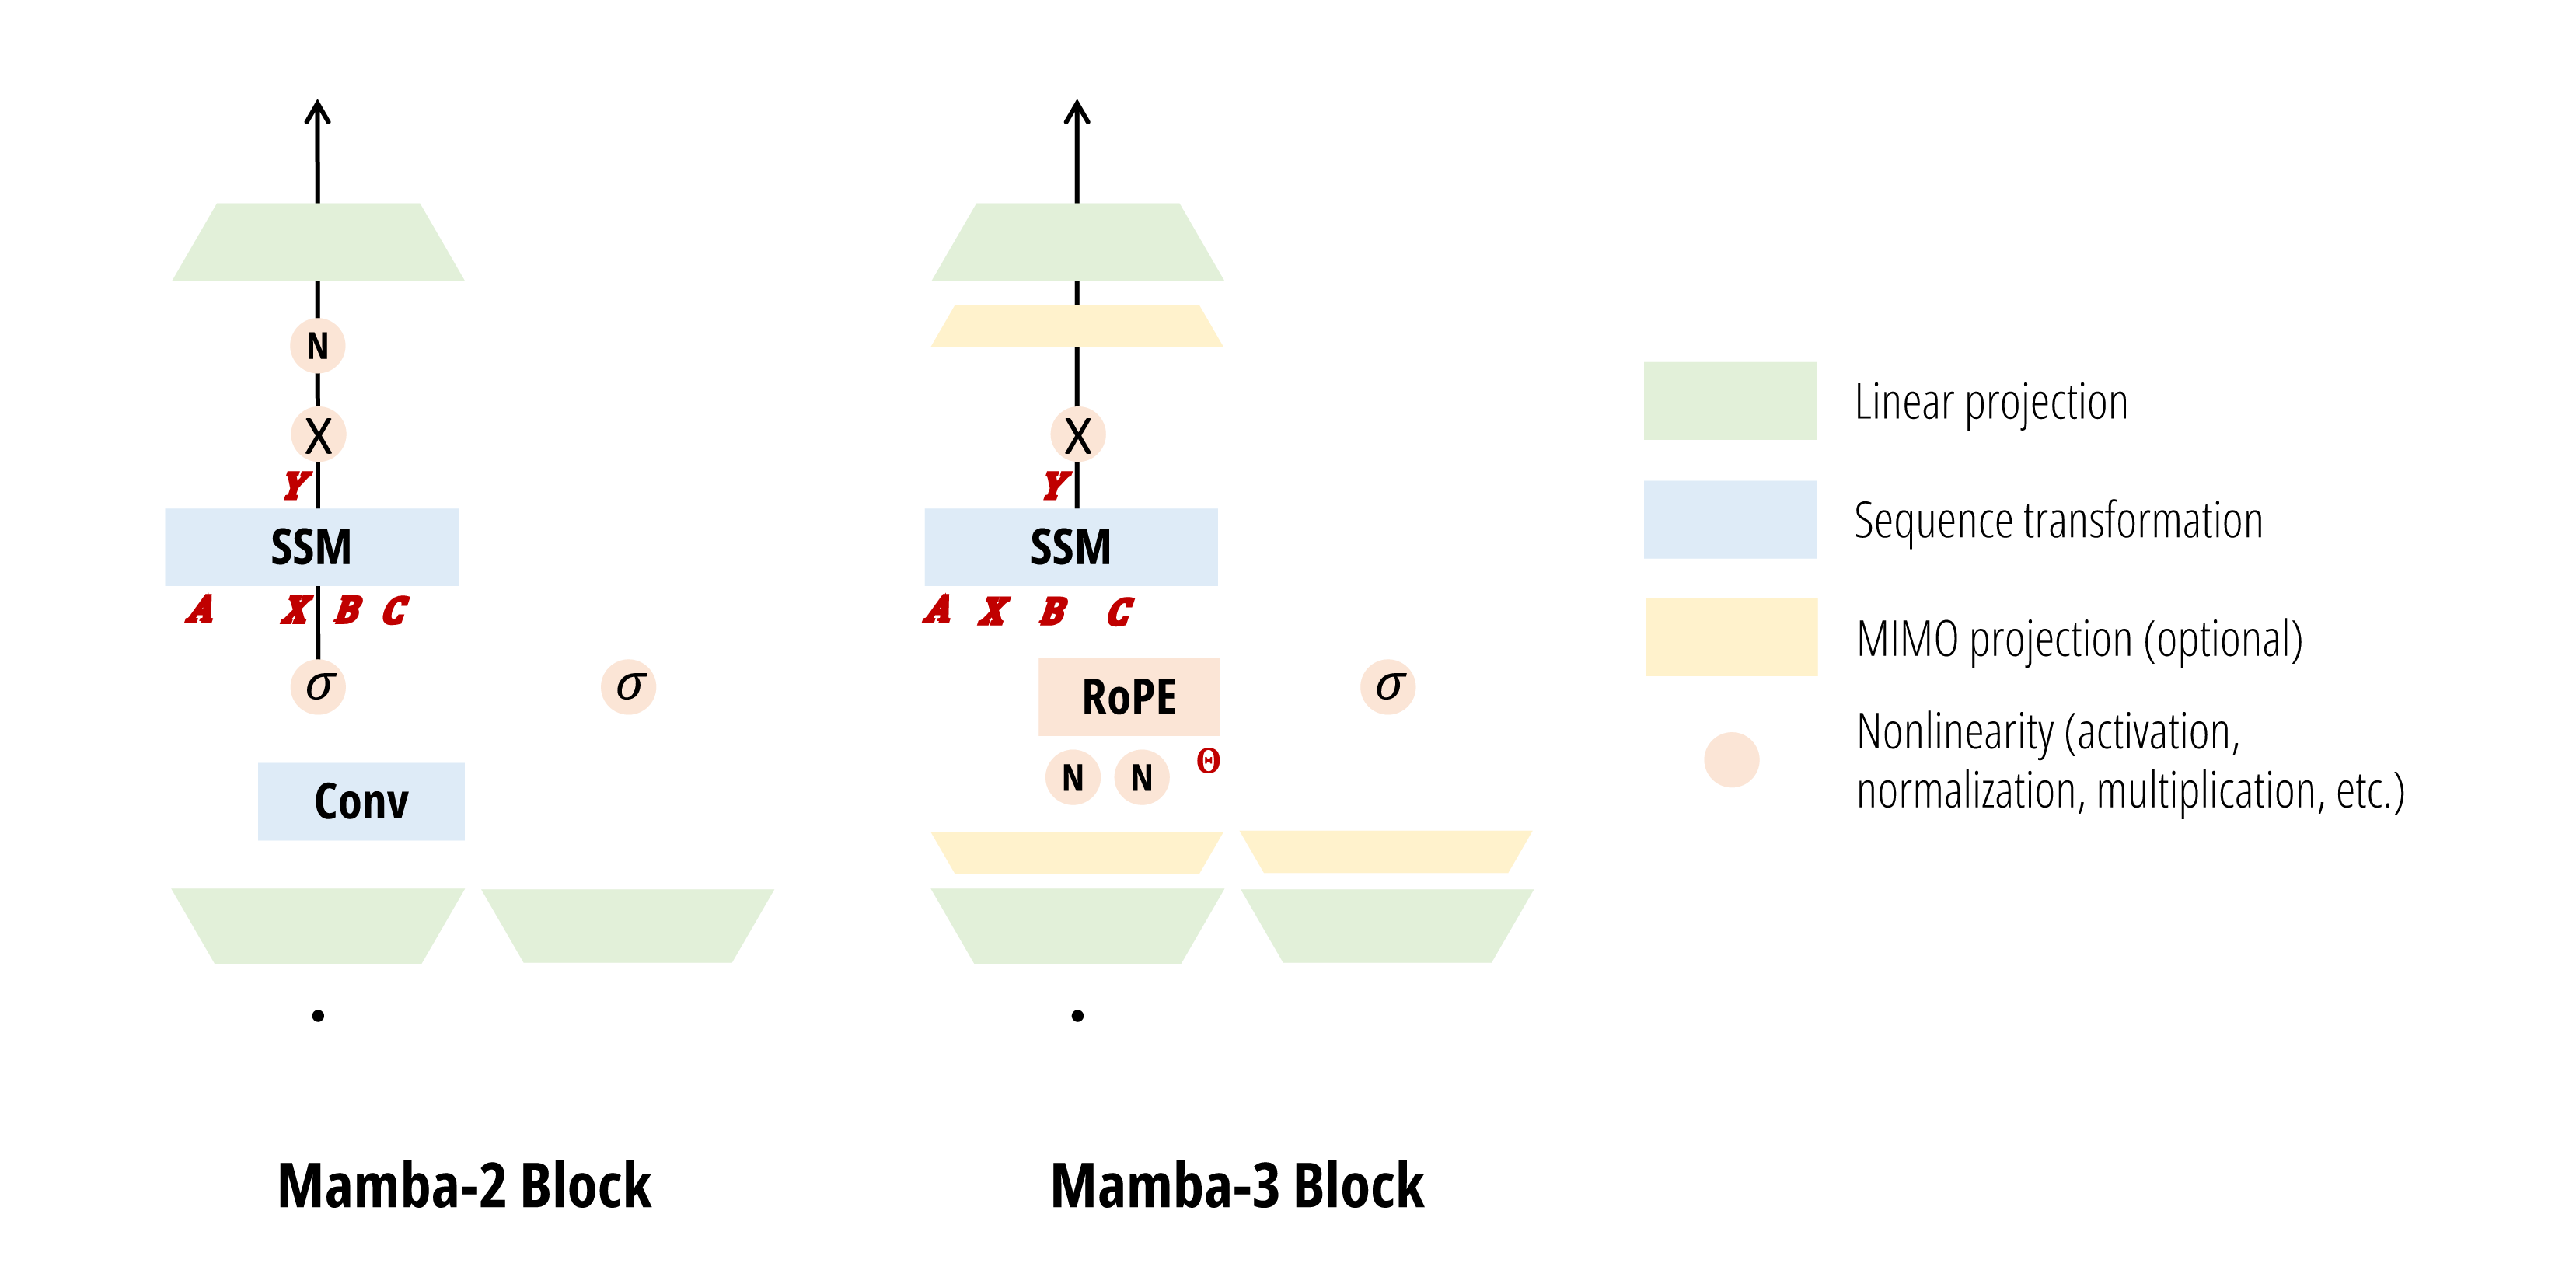 N
X
Y
SSM
A X B C
σ
σ
Conv
Mamba-2 Block
X
Y
SSM
A X B C
RoPE
σ
N N Θ
Mamba-3 Block
Linear projection
Sequence transformation
MIMO projection (optional)
Nonlinearity (activation,
normalization, multiplication, etc.)